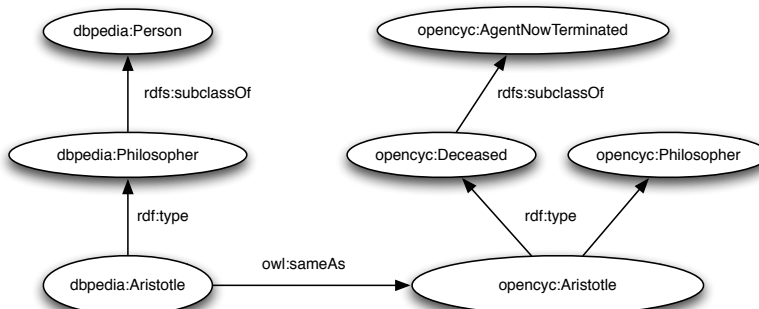 dbpedia:Person
opencyc:AgentNowTerminated
rdfs:subclassOf
rdfs:subclassOf
dbpedia:Philosopher
opencyc:Deceased
opencyc:Philosopher
rdf:type
rdf:type
owl:sameAs
dbpedia:Aristotle
opencyc:Aristotle